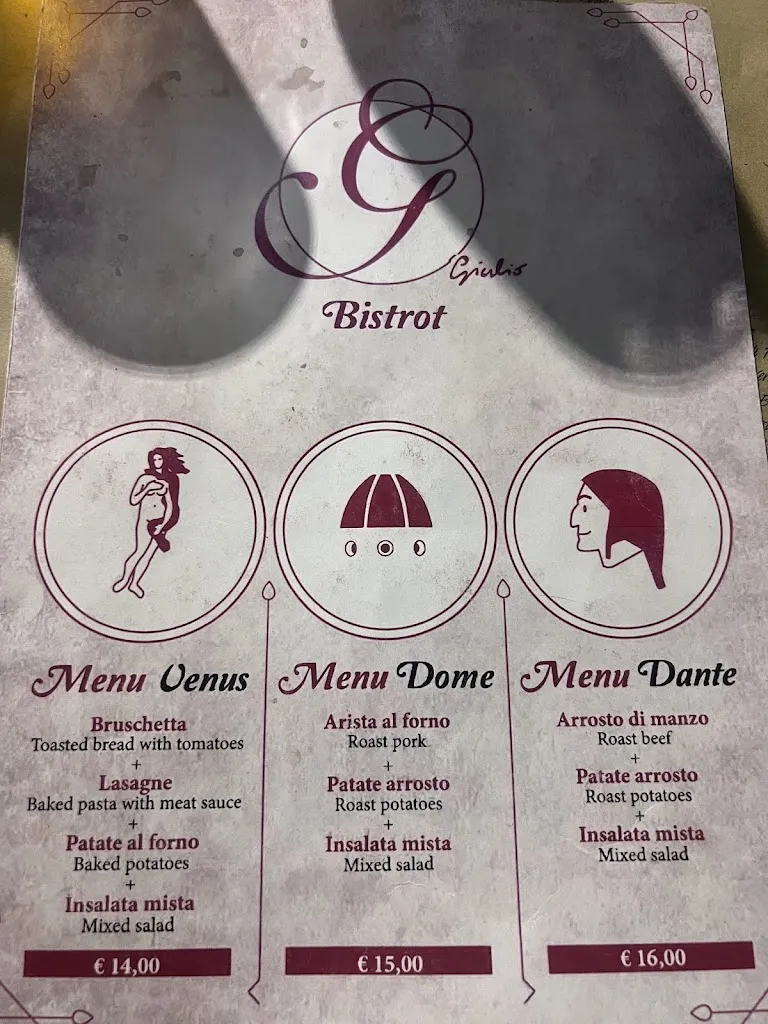 G
Giulio
Bistrot
Menu Venus
Bruschetta
Toasted bread with tomatoes
+
Lasagne
Baked pasta with meat sauce
+
Patate al forno
Baked potatoes
+
Insalata mista
Mixed salad
€ 14,00
Menu Dome
Arista al forno
Roast pork
+
Patate arrosto
Roast potatoes
+
Insalata mista
Mixed salad
€ 15,00
Menu Dante
Arrosto di manzo
Roast beef
+
Patate arrosto
Roast potatoes
+
Insalata mista
Mixed salad
€ 16,00